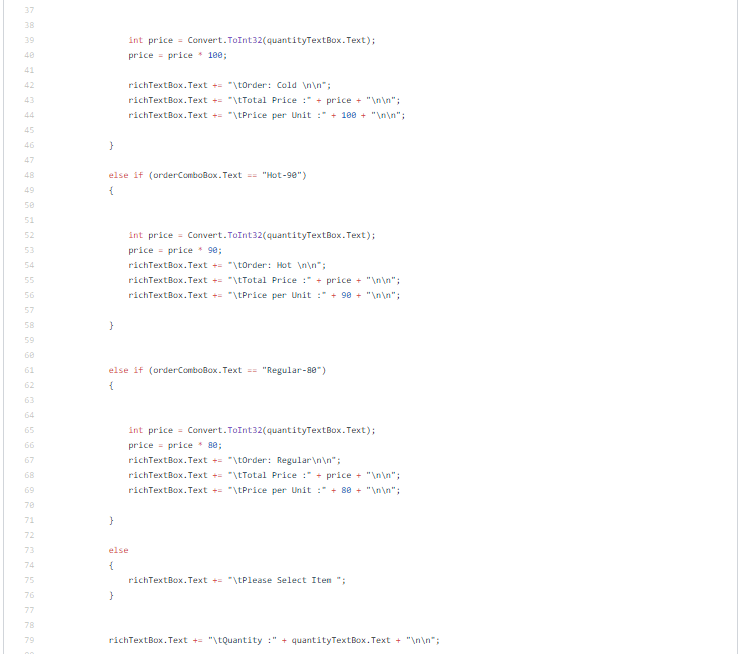 37
38
39 int price = Convert.ToInt32(quantityTextBox.Text);
40 price = price * 100;
41
42 richTextBox.Text += "\tOrder: Cold \n\n";
43 richTextBox.Text += "\tTotal Price :" + price + "\n\n";
44 richTextBox.Text += "\tPrice per Unit :" + 100 + "\n\n";
45
46 }
47
48 else if (orderComboBox.Text == "Hot-90")
49 {
50
51
52 int price = Convert.ToInt32(quantityTextBox.Text);
53 price = price * 90;
54 richTextBox.Text += "\tOrder: Hot \n\n";
55 richTextBox.Text += "\tTotal Price :" + price + "\n\n";
56 richTextBox.Text += "\tPrice per Unit :" + 90 + "\n\n";
57
58 }
59
60
61 else if (orderComboBox.Text == "Regular-80")
62 {
63
64
65 int price = Convert.ToInt32(quantityTextBox.Text);
66 price = price * 80;
67 richTextBox.Text += "\tOrder: Regular\n\n";
68 richTextBox.Text += "\tTotal Price :" + price + "\n\n";
69 richTextBox.Text += "\tPrice per Unit :" + 80 + "\n\n";
70
71 }
72
73 else
74 {
75 richTextBox.Text += "\tPlease Select Item ";
76 }
77
78
79 richTextBox.Text += "\tQuantity :" + quantityTextBox.Text + "\n\n";